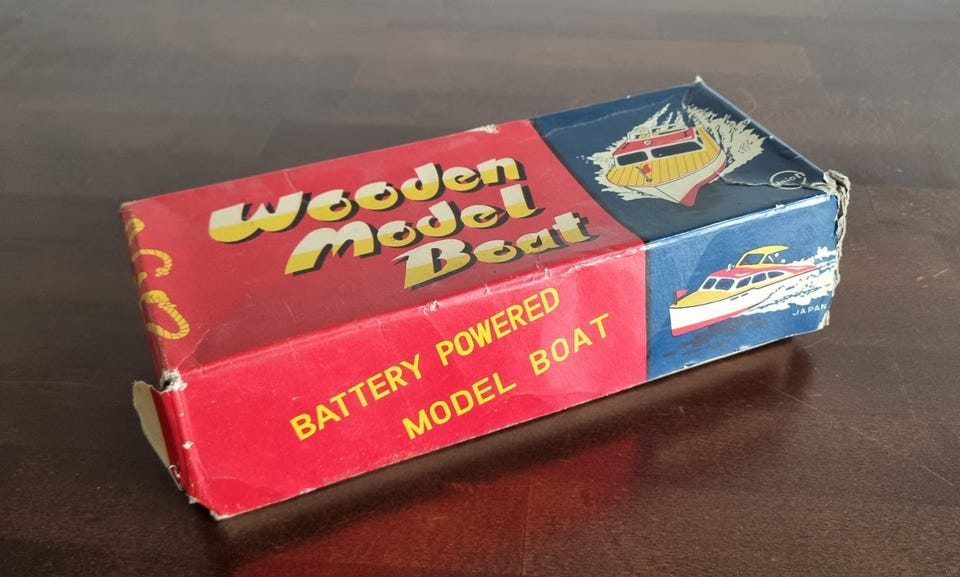 Wooden
Model
Boat
BATTERY POWERED
MODEL BOAT
JAPAN